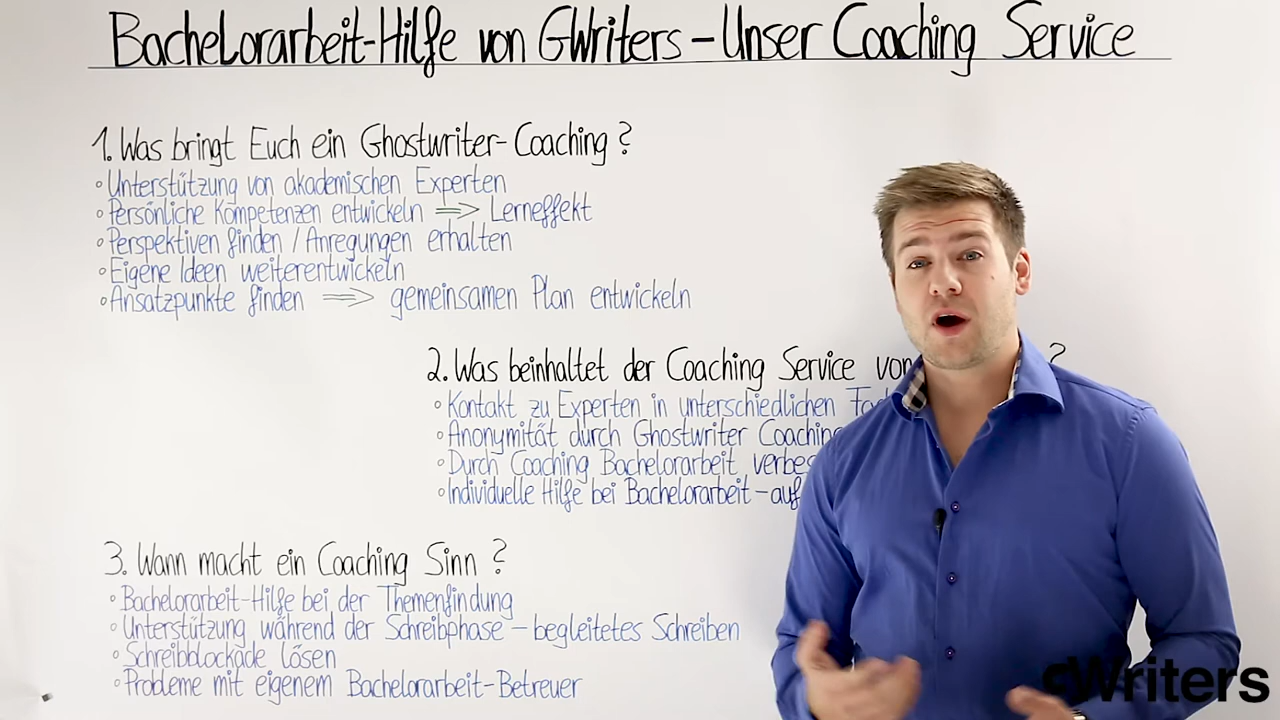 Bachelorarbeit-Hilfe von GWriters – Unser Coaching Service
1. Was bringt Euch ein Ghostwriter-Coaching?
◦ Unterstützung von akademischen Experten
◦ Persönliche Kompetenzen entwickeln ⇒ Lerneffekt
◦ Perspektiven finden / Anregungen erhalten
◦ Eigene Ideen weiterentwickeln
◦ Ansatzpunkte finden ⇒ gemeinsamen Plan entwickeln
2. Was beinhaltet der Coaching Service von ?
◦ Kontakt zu Experten in unterschiedlichen
◦ Anonymität durch Ghostwriter Coaching
◦ Durch Coaching Bachelorarbeit
◦ Individuelle Hilfe bei Bachelorarbeit –
3. Wann macht ein Coaching Sinn?
◦ Bachelorarbeit-Hilfe bei der Themenfindung
◦ Unterstützung während der Schreibphase – begleitetes Schreiben
◦ Schreibblockade lösen
◦ Probleme mit eigenem Bachelorarbeit-Betreuer
GWriters